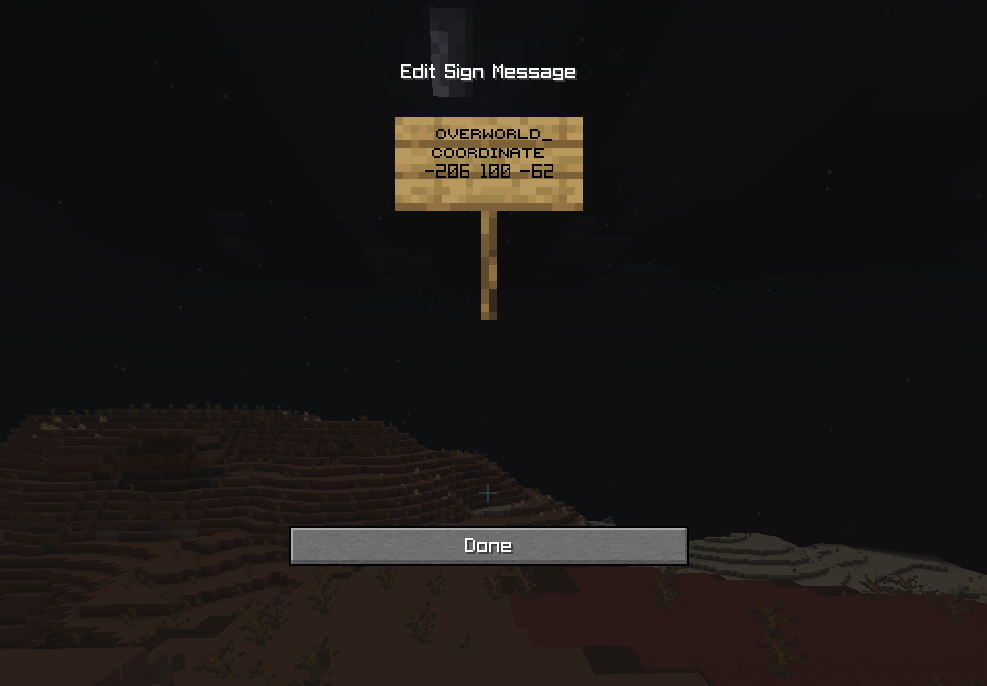 Edit Sign Message
OVERWORLD_
COORDINATE
-206 100 -62
Done